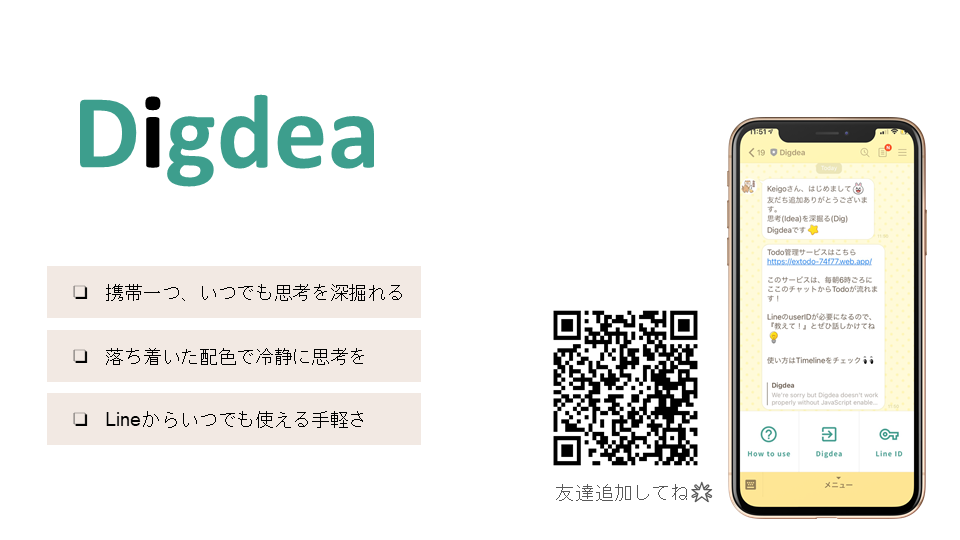 Digdea
❏ 携帯一つ、いつでも思考を深掘れる
❏ 落ち着いた配色で冷静に思考を
❏ Lineからいつでも使える手軽さ
友達追加してね
11:51
19 Digdea
N
Today
Keigoさん、はじめまして
友だち追加ありがとうございま
す。
思考(Idea)を深掘る(Dig)
Digdeaです
Todo管理サービスはこちら
https://extodo-74f77.web.app/
このサービスは、毎朝6時ごろに
ここのチャットからTodoが流れま
す！
LineのuserIDが必要になるので、
『教えて！』とぜひ話しかけてね
使い方はTimelineをチェック
Digdea
We're sorry but Digdea doesn't work
properly without JavaScript enable...
How to use
Digdea
Line ID
メニュー